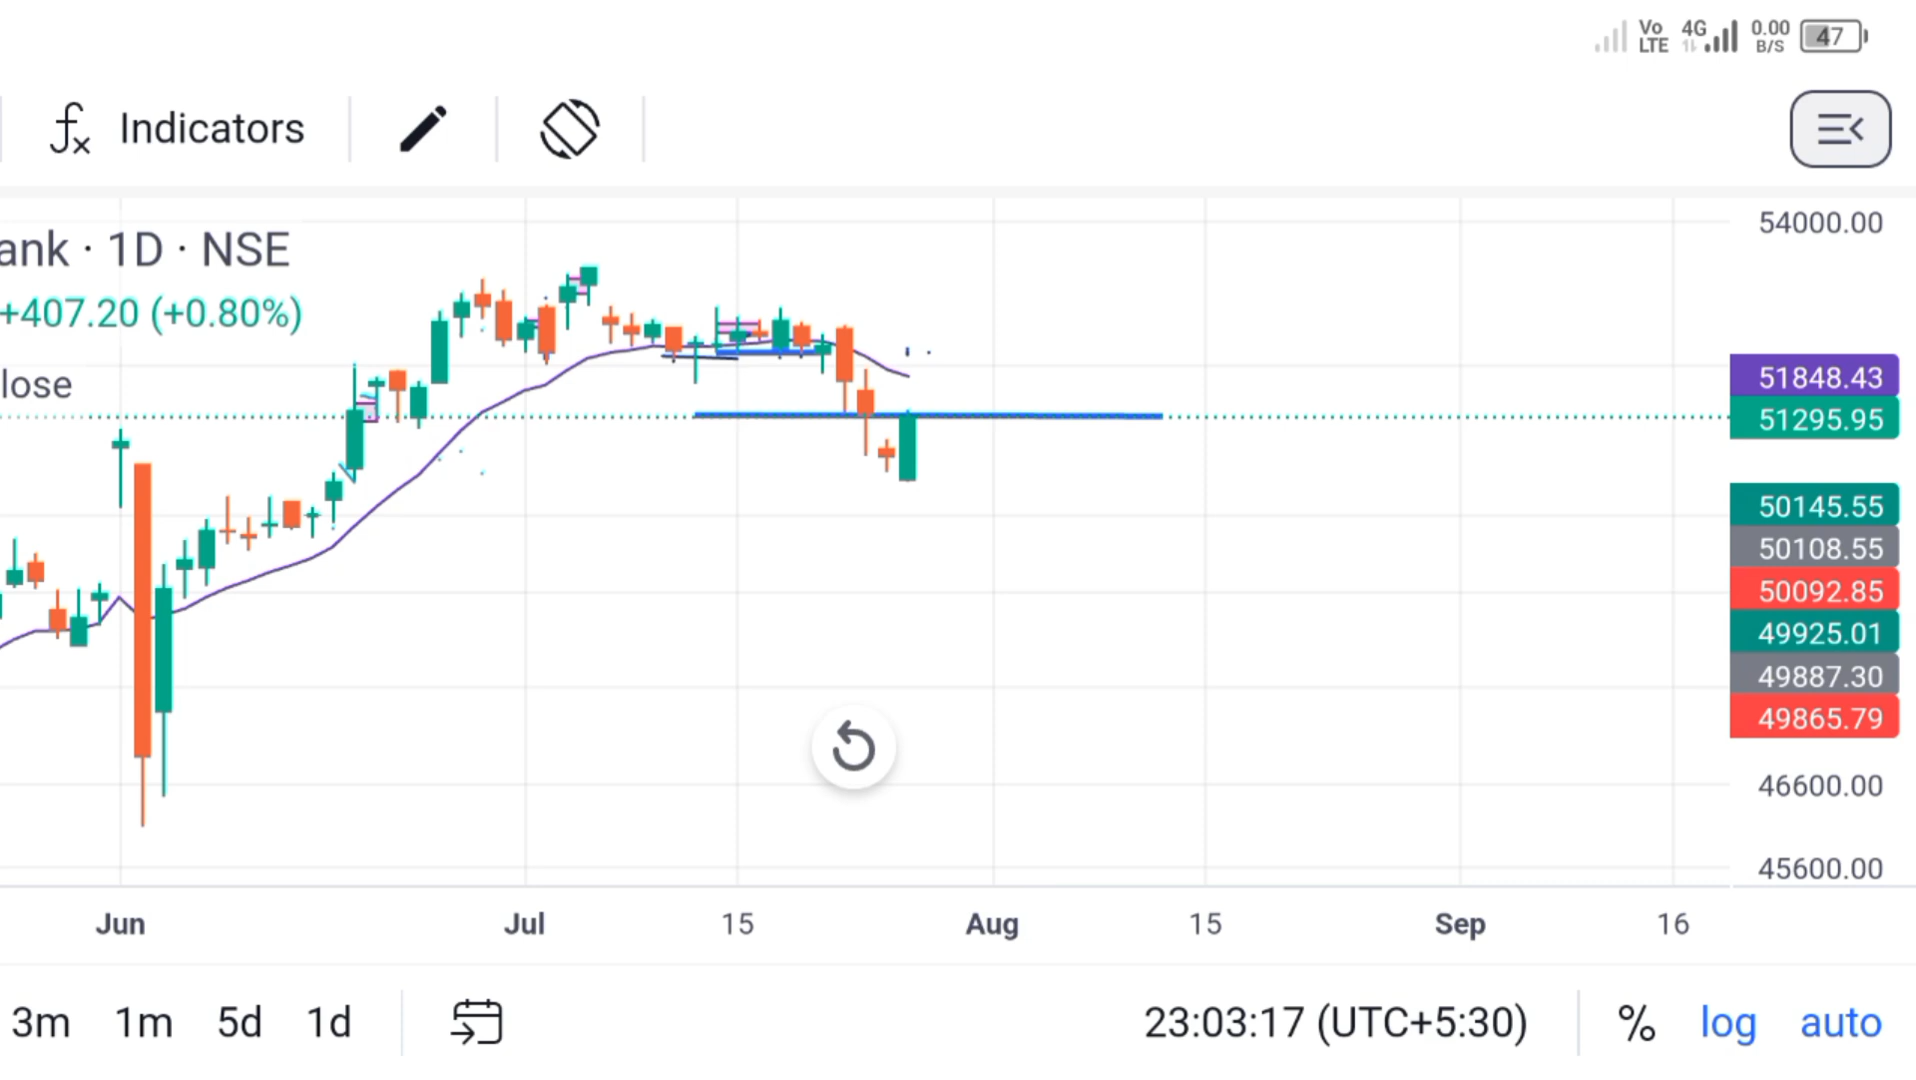 Vo LTE 4G 0.00 B/S 47
Indicators
ank · 1D · NSE
+407.20 (+0.80%)
lose
54000.00
51848.43
51295.95
50145.55
50108.55
50092.85
49925.01
49887.30
49865.79
46600.00
45600.00
Jun Jul 15 Aug 15 Sep 16
3m 1m 5d 1d 23:03:17 (UTC+5:30) % log auto